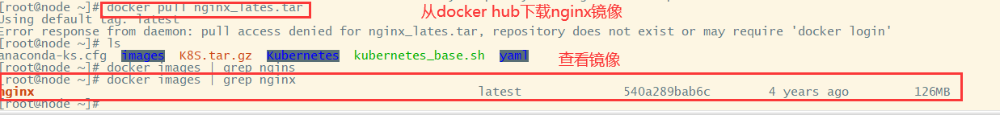 [root@node ~]# docker pull nginx_lates.tar
从docker hub下载nginx镜像
Using default tag: latest
Error response from daemon: pull access denied for nginx_lates.tar, repository does not exist or may require 'docker login'
[root@node ~]# ls
anaconda-ks.cfg images K8S.tar.gz Kubernetes kubernetes_base.sh yaml
查看镜像
[root@node ~]# docker images | grep ngins
[root@node ~]# docker images | grep nginx
nginx latest 540a289bab6c 4 years ago 126MB
[root@node ~]#